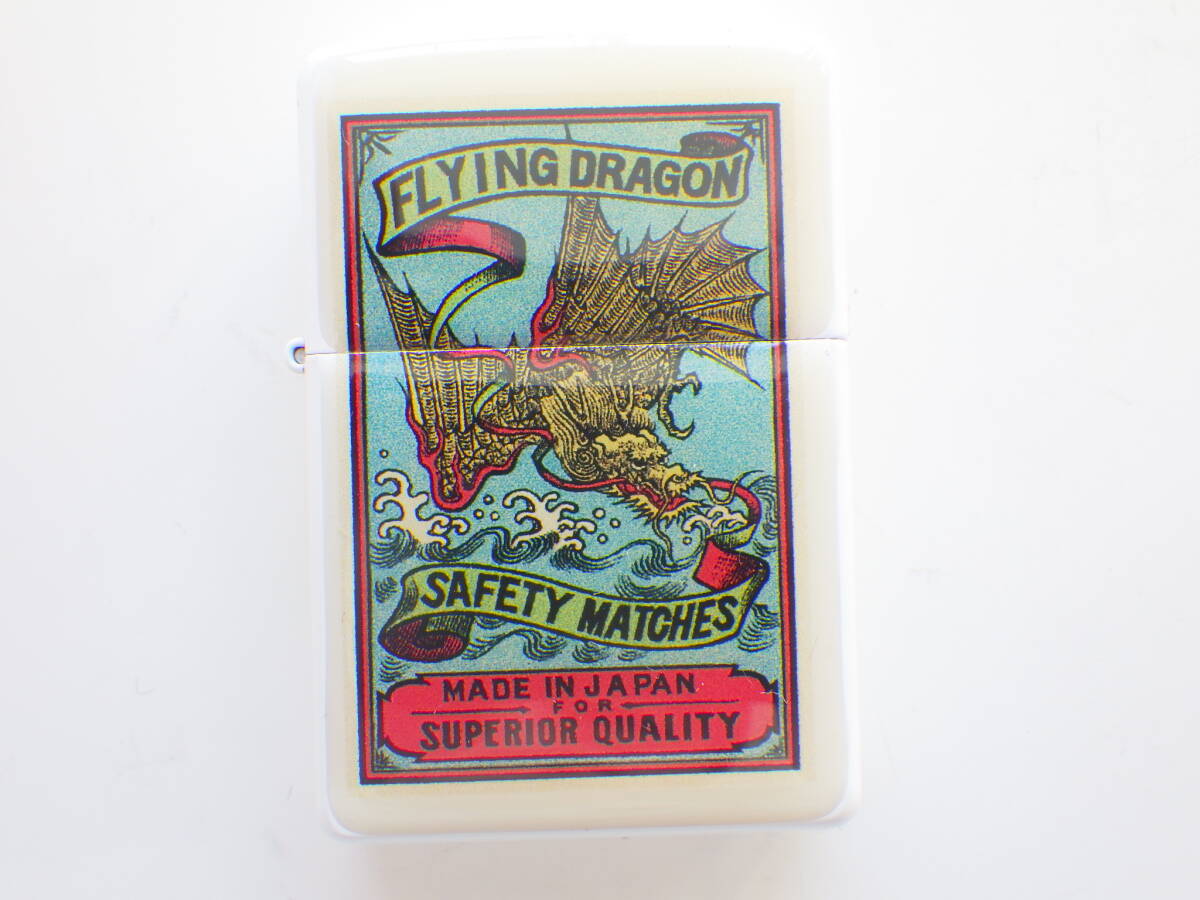 FLYING DRAGON
SAFETY MATCHES
MADE IN JAPAN
FOR
SUPERIOR QUALITY